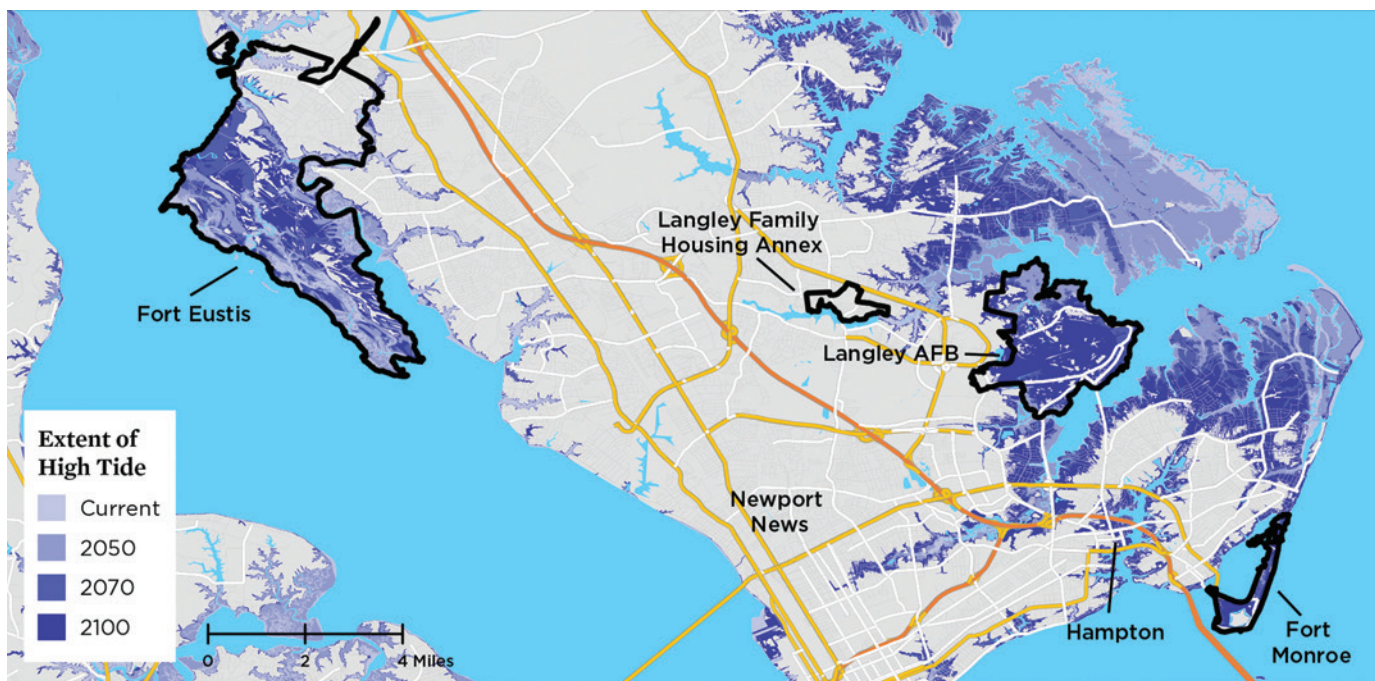 Langley Family
Housing Annex
Fort Eustis
Langley AFB
Extent of
High Tide
Current
2050
2070
2100
Newport
News
0 2 4 Miles
Hampton
Fort
Monroe